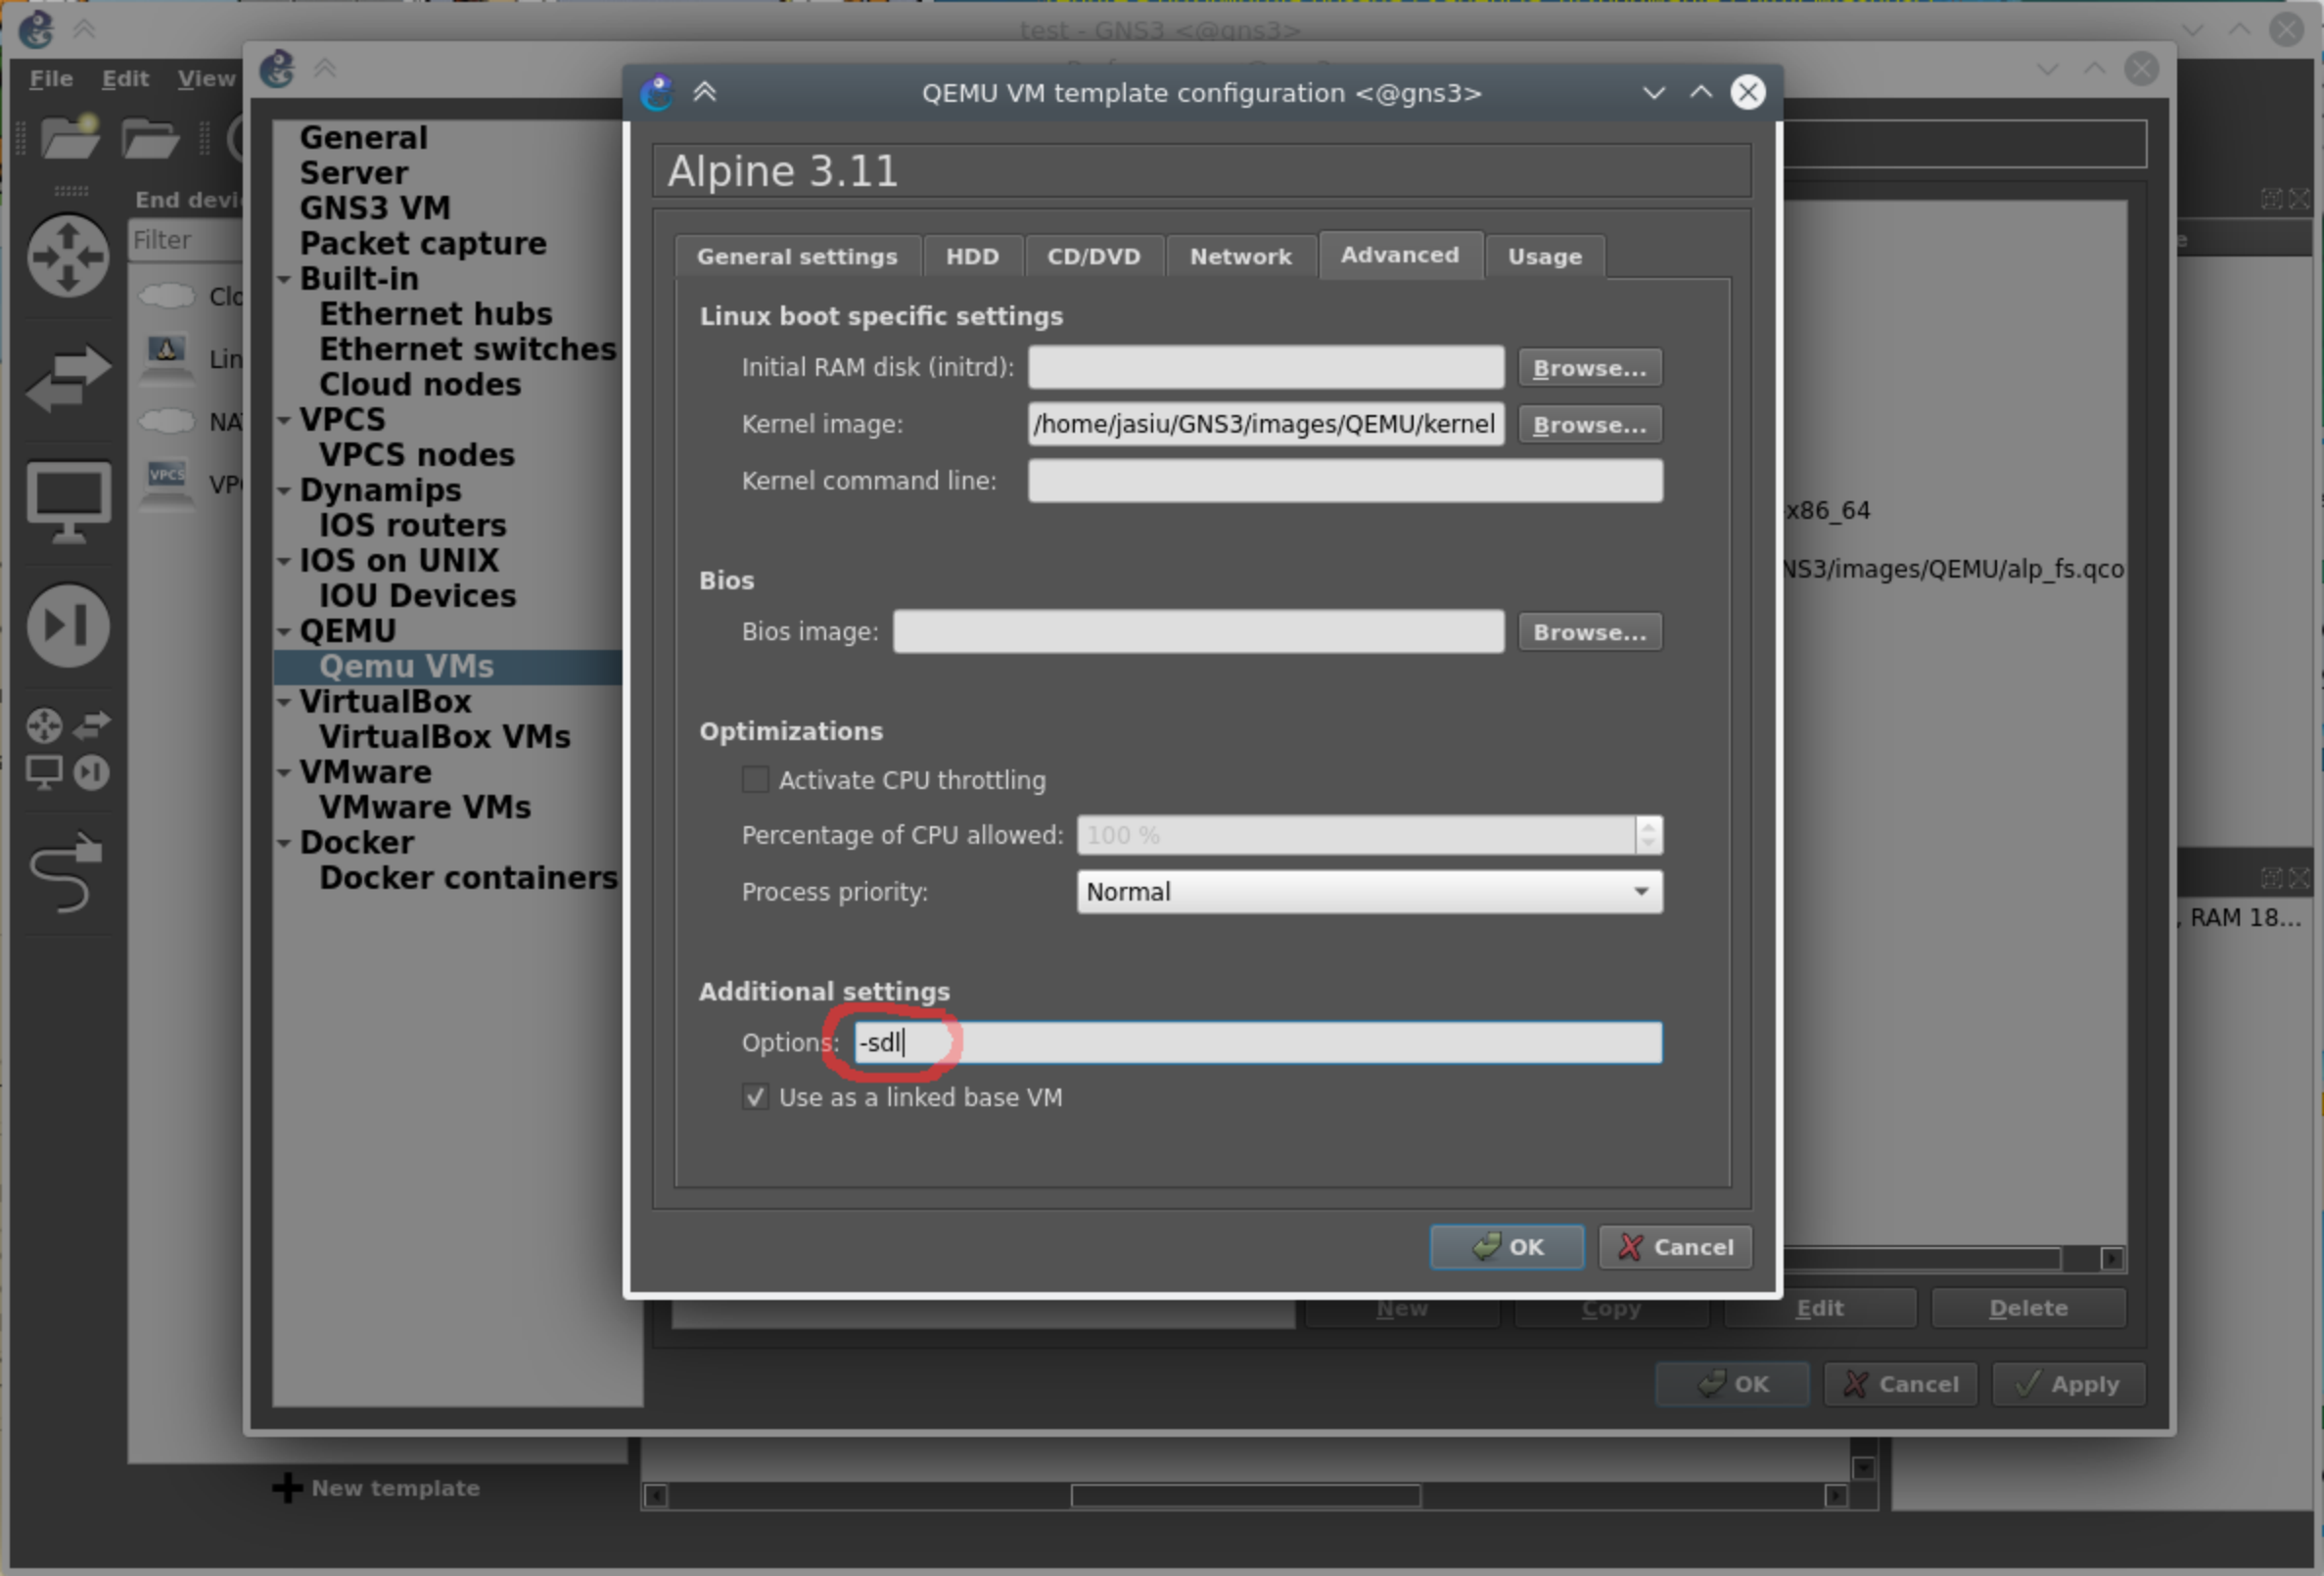 test - GNS3 <@gns3>
File Edit View
QEMU VM template configuration <@gns3>
End devi
Filter
Clo
Lin
NA
VPCS
VP
General
Server
GNS3 VM
Packet capture
Built-in
Ethernet hubs
Ethernet switches
Cloud nodes
VPCS
VPCS nodes
Dynamips
IOS routers
IOS on UNIX
IOU Devices
QEMU
Qemu VMs
VirtualBox
VirtualBox VMs
VMware
VMware VMs
Docker
Docker containers
Alpine 3.11
General settings HDD CD/DVD Network Advanced Usage
Linux boot specific settings
Initial RAM disk (initrd): Browse...
Kernel image: /home/jasiu/GNS3/images/QEMU/kernel Browse...
Kernel command line:
Bios
Bios image: Browse...
Optimizations
Activate CPU throttling
Percentage of CPU allowed: 100 %
Process priority: Normal
Additional settings
Options: -sdl
Use as a linked base VM
OK Cancel
x86_64
NS3/images/QEMU/alp_fs.qco
, RAM 18...
New Copy Edit Delete
OK Cancel Apply
New template